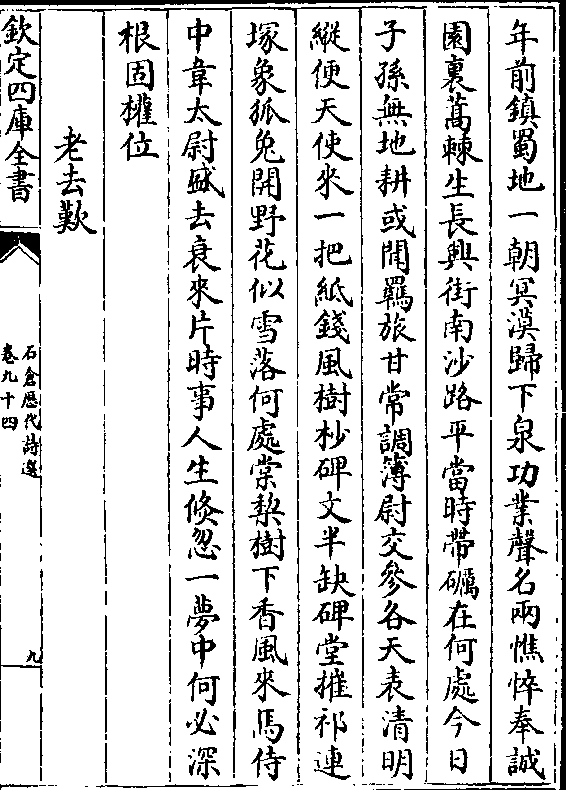 年前鎮蜀地一朝冥漠歸下泉功業聲名兩憔悴奉誠
園裏蒿棘生長興街南沙路平當時帶礪在何處今日
子孫無地耕或聞羈旅甘常調簿尉交參各天表清明
縱便天使來一把紙錢風樹杪碑文半缺碑堂摧祁連
塚象狐兔開野花似雪落何處棠梨樹下香風來馬侍
中韋太尉盛去衰來片時事人生倐忽一夢中何必深
根固權位
老去歎
欽定四庫全書
石倉歷代詩選
卷九十四
九